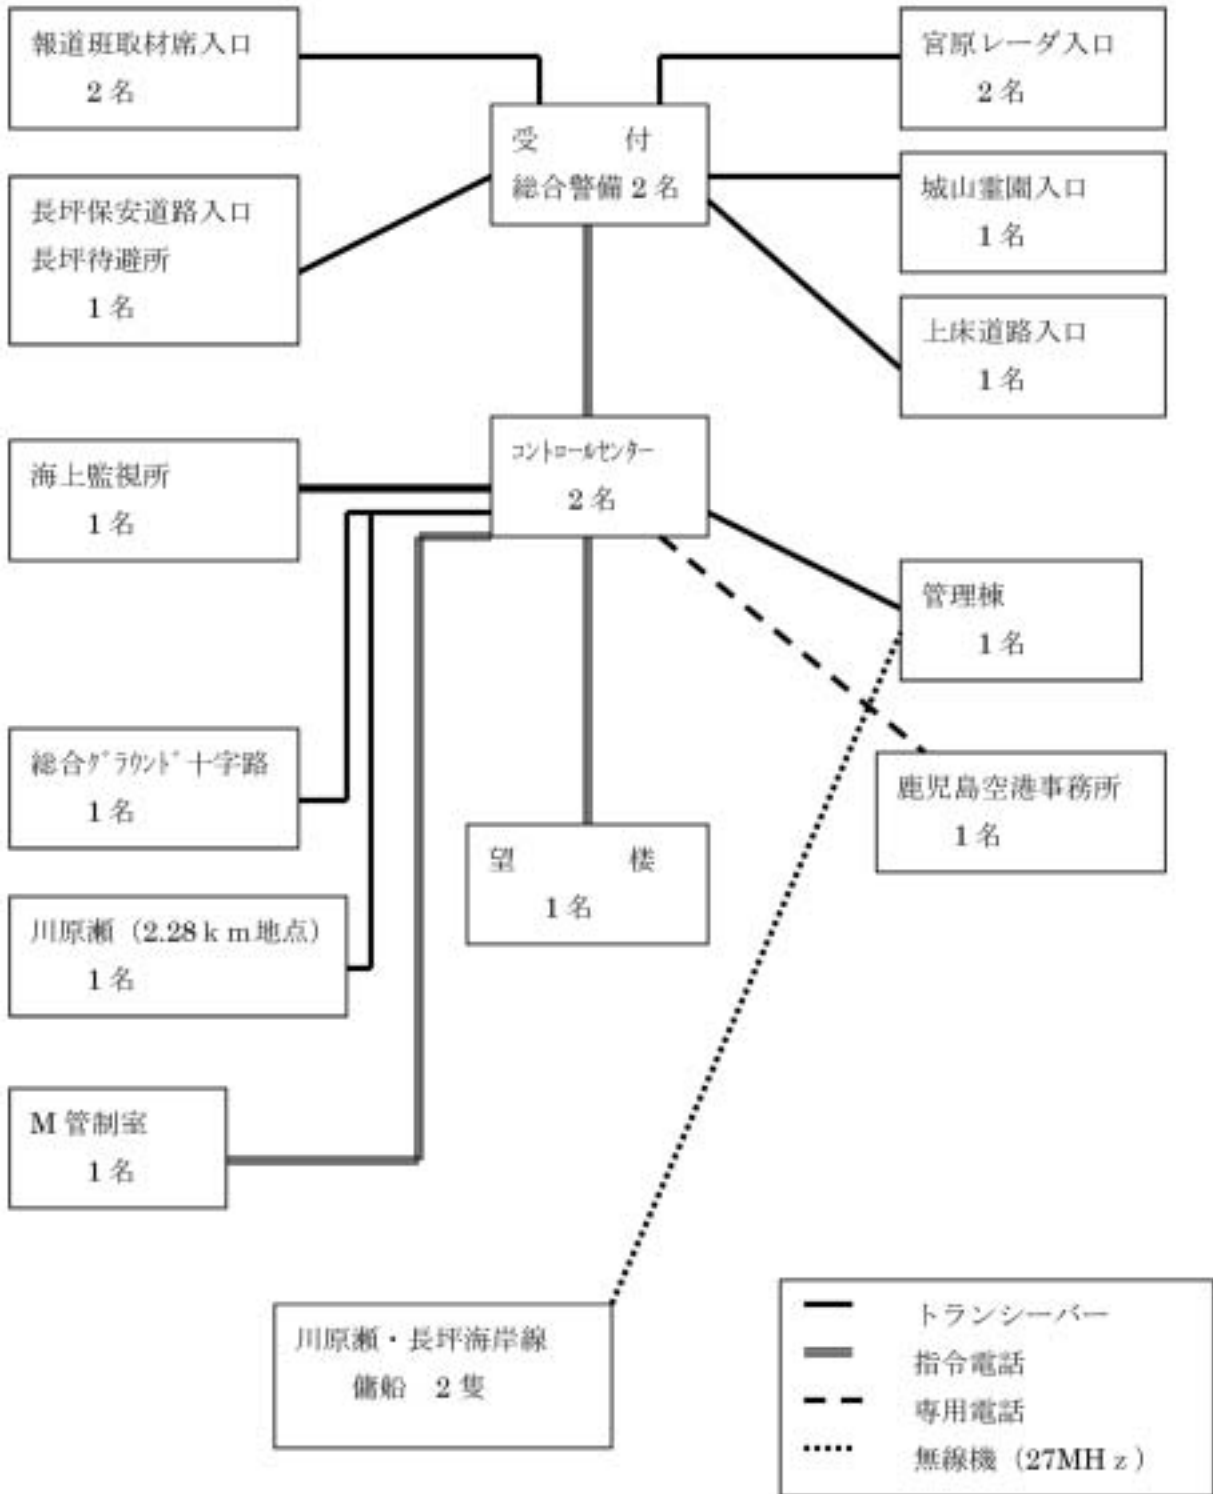 報道班取材席入口
2名
宮原レーダ入口
2名
受　付
総合警備 2 名
長坪保安道路入口
長坪待避所
1名
城山霊園入口
1名
上床道路入口
1名
ｺﾝﾄﾛｰﾙｾﾝﾀｰ
2名
海上監視所
1名
管理棟
1名
総合ｸﾞﾗｳﾝﾄﾞ十字路
1名
鹿児島空港事務所
1名
望　楼
1名
川原瀬（2.28ｋｍ地点）
1名
M 管制室
1名
川原瀬・長坪海岸線
傭船　2 隻
トランシーバー
指令電話
専用電話
無線機（27MHｚ）